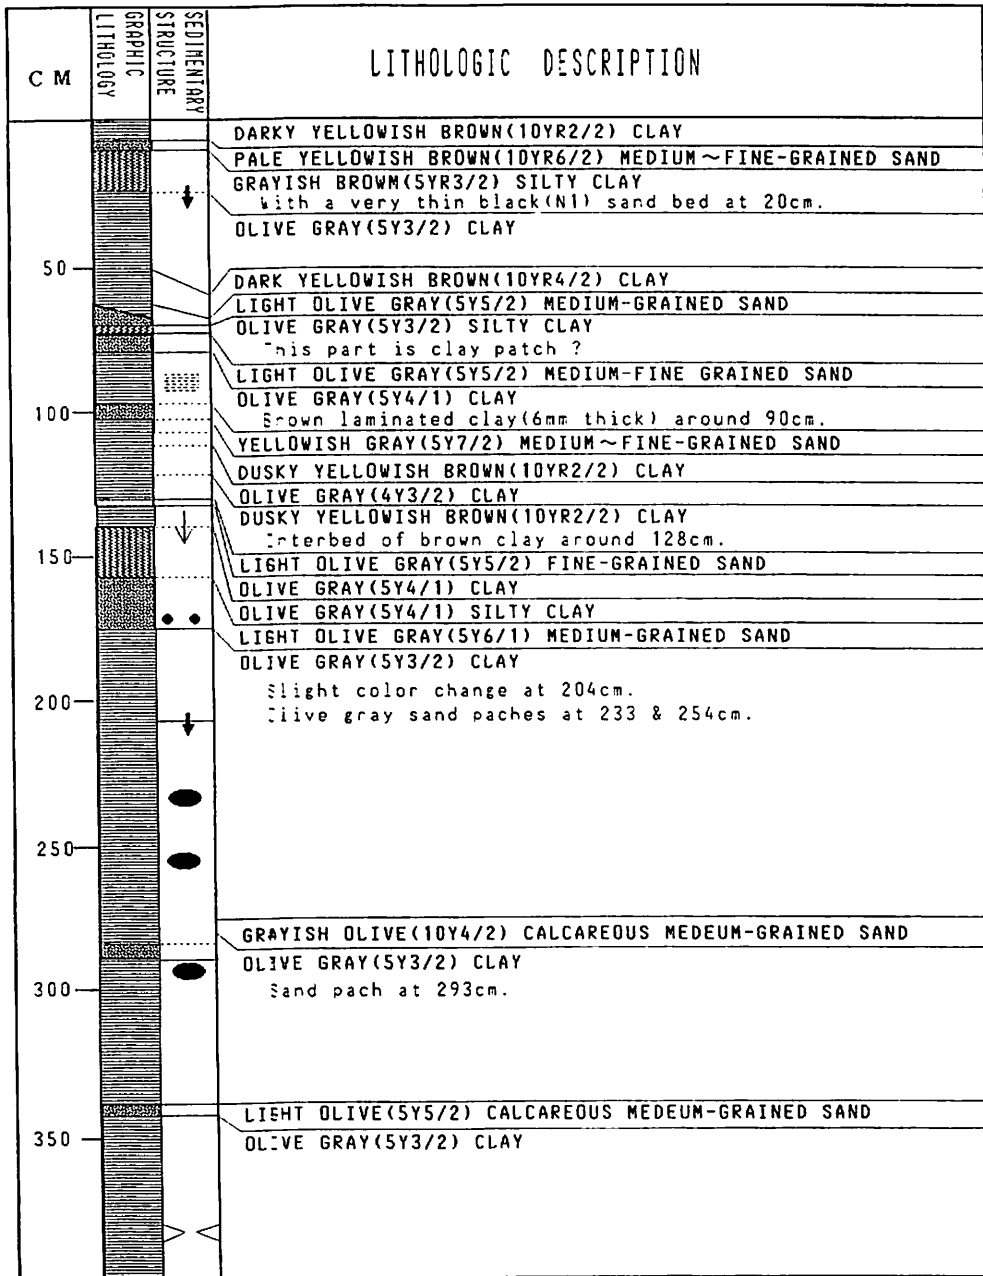 CM
GRAPHIC LITHOLOGY
SEDIMENTARY STRUCTURE
LITHOLOGIC DESCRIPTION
DARKY YELLOWISH BROWN(10YR2/2) CLAY
PALE YELLOWISH BROWN(10YR6/2) MEDIUM~FINE-GRAINED SAND
GRAYISH BROWM(5YR3/2) SILTY CLAY
With a very thin black(N1) sand bed at 20cm.
OLIVE GRAY(5Y3/2) CLAY
50
DARK YELLOWISH BROWN(10YR4/2) CLAY
LIGHT OLIVE GRAY(5Y5/2) MEDIUM-GRAINED SAND
OLIVE GRAY(5Y3/2) SILTY CLAY
This part is clay patch ?
LIGHT OLIVE GRAY(5Y5/2) MEDIUM-FINE GRAINED SAND
OLIVE GRAY(5Y4/1) CLAY
100
Brown laminated clay(6mm thick) around 90cm.
YELLOWISH GRAY(5Y7/2) MEDIUM~FINE-GRAINED SAND
DUSKY YELLOWISH BROWN(10YR2/2) CLAY
OLIVE GRAY(4Y3/2) CLAY
DUSKY YELLOWISH BROWN(10YR2/2) CLAY
Interbed of brown clay around 128cm.
150
LIGHT OLIVE GRAY(5Y5/2) FINE-GRAINED SAND
OLIVE GRAY(5Y4/1) CLAY
OLIVE GRAY(5Y4/1) SILTY CLAY
LIGHT OLIVE GRAY(5Y6/1) MEDIUM-GRAINED SAND
OLIVE GRAY(5Y3/2) CLAY
Slight color change at 204cm.
200
Olive gray sand paches at 233 & 254cm.
250
GRAYISH OLIVE(10Y4/2) CALCAREOUS MEDEUM-GRAINED SAND
OLIVE GRAY(5Y3/2) CLAY
300
Sand pach at 293cm.
LIGHT OLIVE(5Y5/2) CALCAREOUS MEDEUM-GRAINED SAND
350
OLIVE GRAY(5Y3/2) CLAY